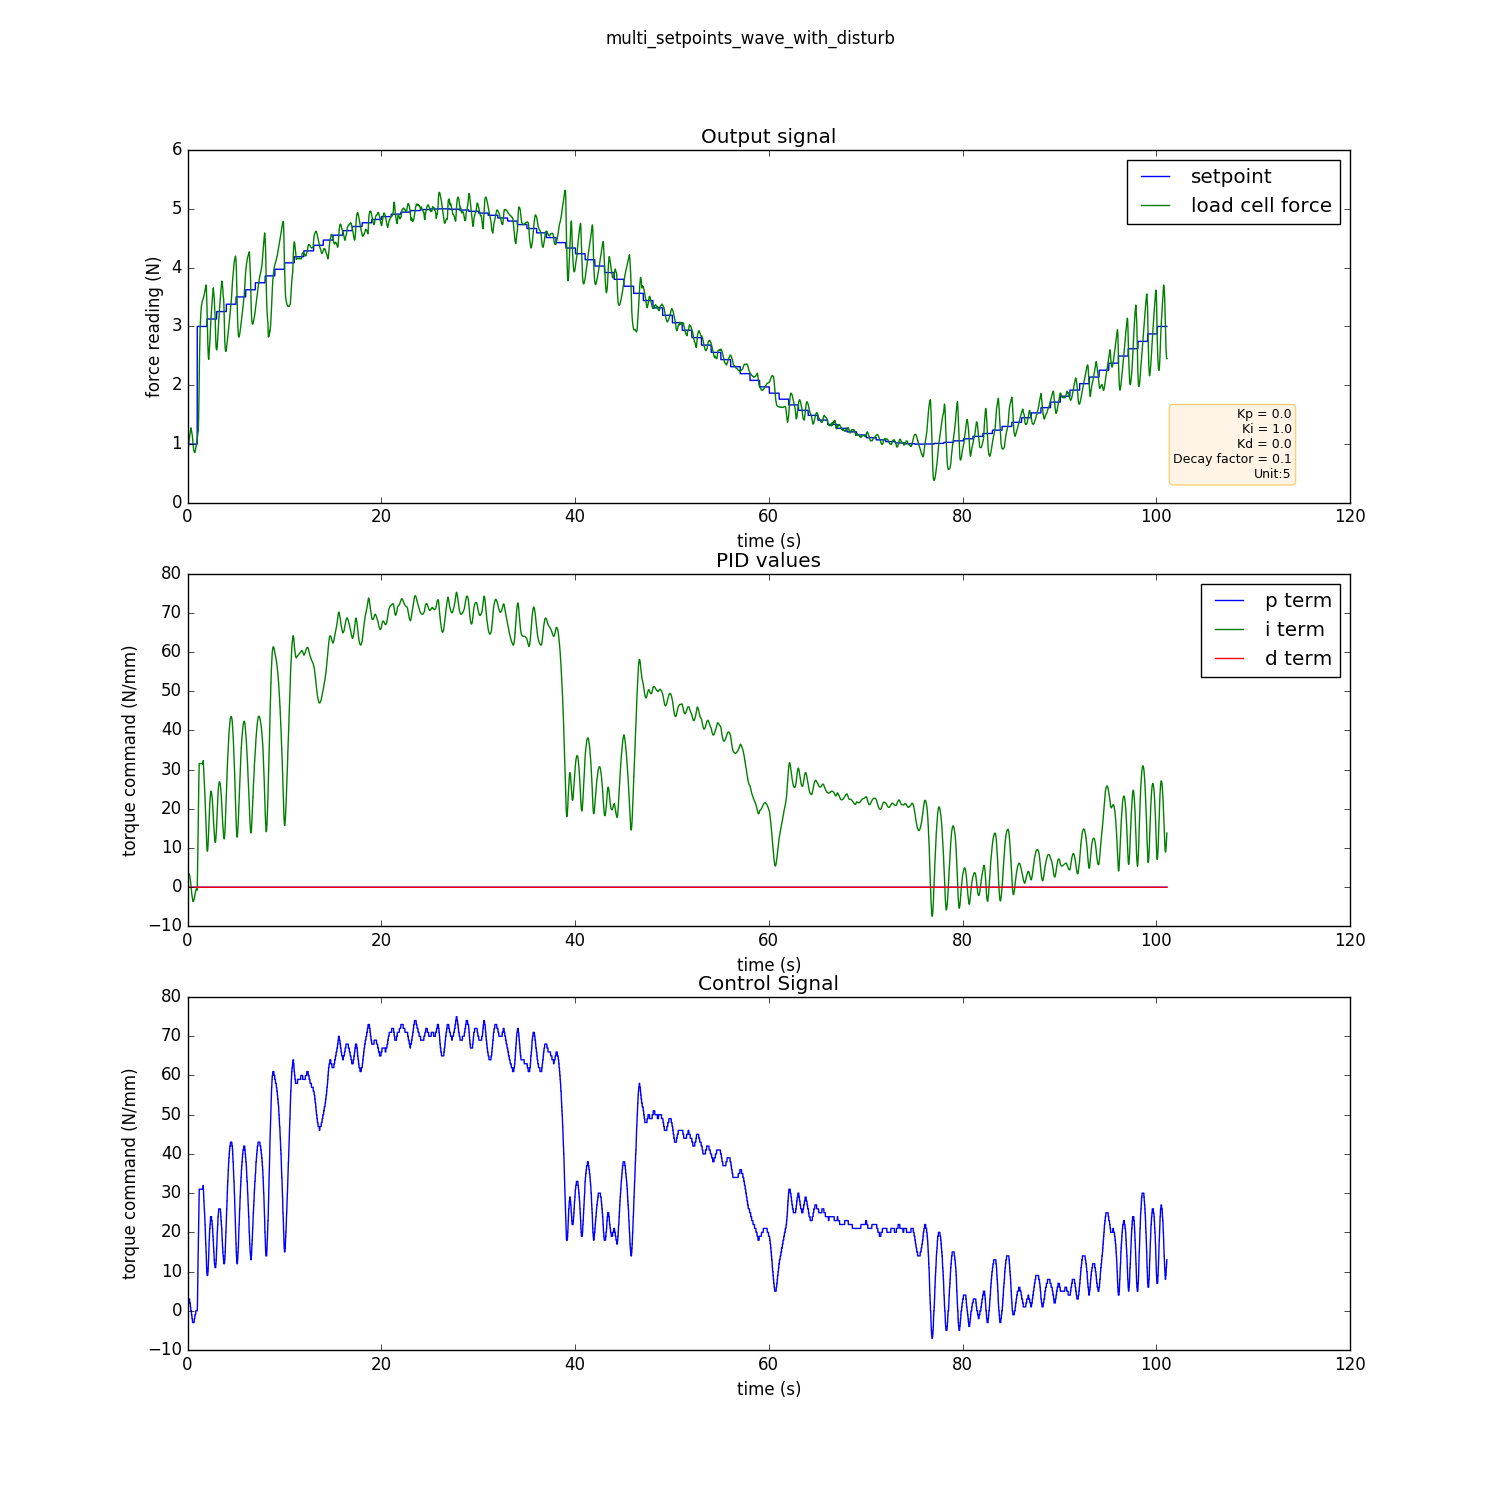 multi_setpoints_wave_with_disturb
Output signal
6
5
4
3
2
1
0
force reading (N)
setpoint
load cell force
Kp = 0.0
Ki = 1.0
Kd = 0.0
Decay factor = 0.1
Unit:5
0 20 40 60 80 100 120
time (s)
PID values
80
70
60
50
40
30
20
10
0
−10
torque command (N/mm)
p term
i term
d term
0 20 40 60 80 100 120
time (s)
Control Signal
80
70
60
50
40
30
20
10
0
−10
torque command (N/mm)
0 20 40 60 80 100 120
time (s)